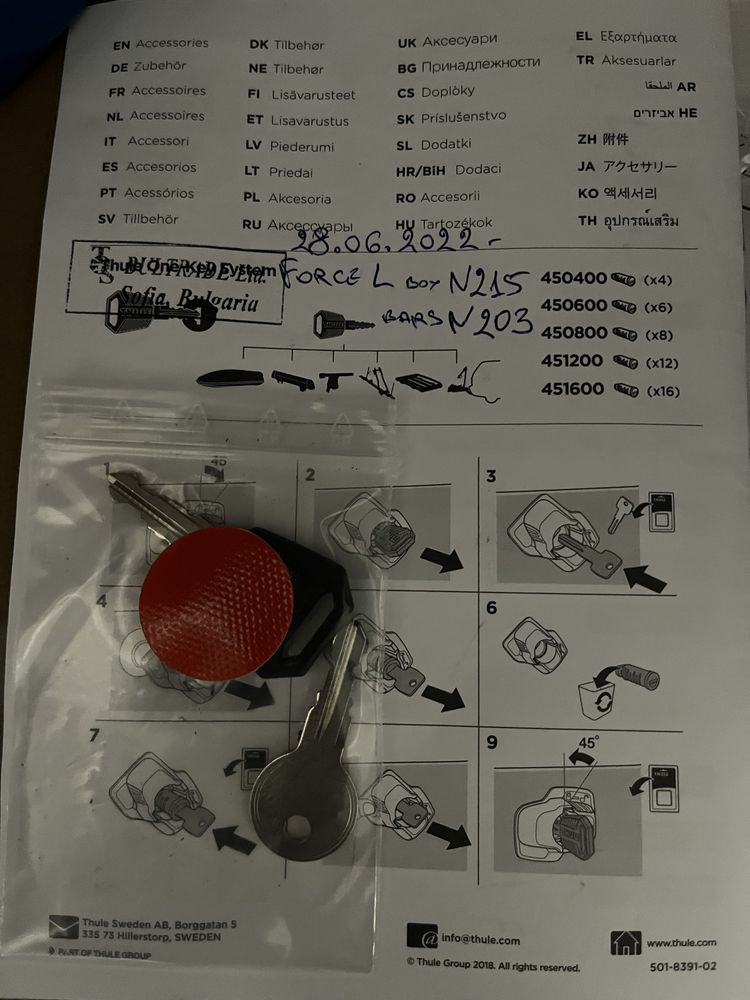 EN Accessories
DE Zubehör
FR Accessoires
NL Accessoires
IT Accessori
ES Accesorios
PT Acessórios
SV Tillbehör
DK Tilbehør
NE Tilbehør
FI Lisävarusteet
ET Lisavarustus
LV Piederumi
LT Priedai
PL Akcesoria
RU Аксессуары
UK Аксесуари
BG Принадлежности
CS Doplòky
SK Príslušenstvo
SL Dodatki
HR/BiH Dodaci
RO Accesorii
HU Tartozékok
EL Εξαρτήματα
TR Aksesuarlar
AR الملحقا
HE אביזרים
ZH 附件
JA アクセサリー
KO 액세서리
TH อุปกรณ์เสริม
28.06.2022-
Thule One Key System
Sofia, Bulgaria
FORCE L BOX N215
BARS N203
450400 (x4)
450600 (x6)
450800 (x8)
451200 (x12)
451600 (x16)
1
45
2
3
4
6
7
9
45°
Thule Sweden AB, Borggatan 5
335 73 Hillerstorp, SWEDEN
PART OF THULE GROUP
info@thule.com
© Thule Group 2018. All rights reserved.
www.thule.com
501-8391-02